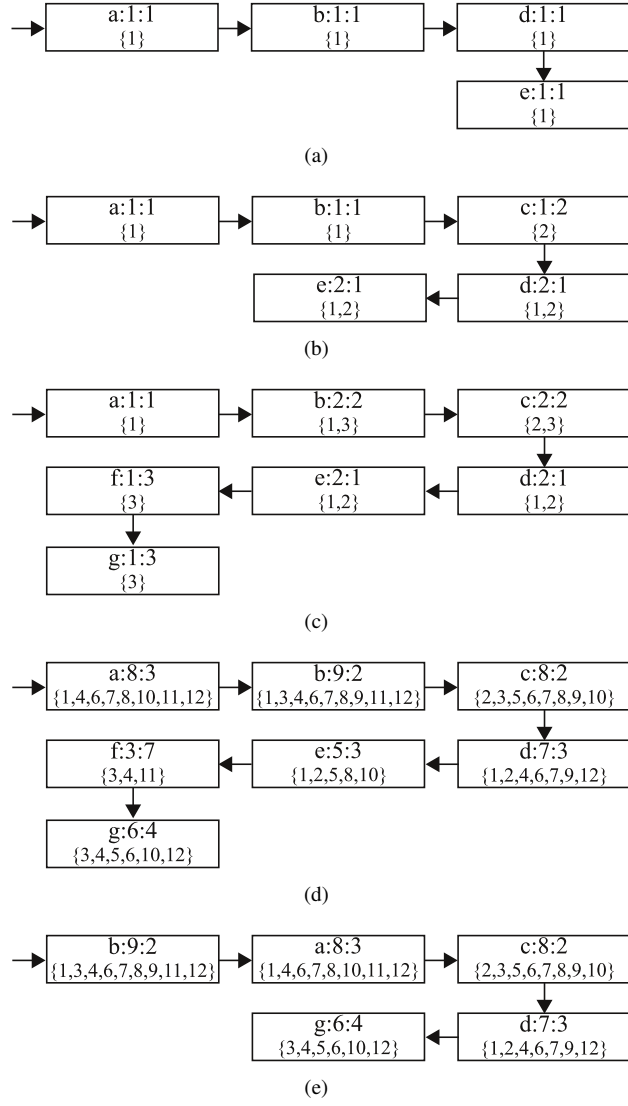 a:1:1
{1}
b:1:1
{1}
d:1:1
{1}
e:1:1
{1}
(a)
a:1:1
{1}
b:1:1
{1}
c:1:2
{2}
e:2:1
{1,2}
d:2:1
{1,2}
(b)
a:1:1
{1}
b:2:2
{1,3}
c:2:2
{2,3}
f:1:3
{3}
e:2:1
{1,2}
d:2:1
{1,2}
g:1:3
{3}
(c)
a:8:3
{1,4,6,7,8,10,11,12}
b:9:2
{1,3,4,6,7,8,9,11,12}
c:8:2
{2,3,5,6,7,8,9,10}
f:3:7
{3,4,11}
e:5:3
{1,2,5,8,10}
d:7:3
{1,2,4,6,7,9,12}
g:6:4
{3,4,5,6,10,12}
(d)
b:9:2
{1,3,4,6,7,8,9,11,12}
a:8:3
{1,4,6,7,8,10,11,12}
c:8:2
{2,3,5,6,7,8,9,10}
g:6:4
{3,4,5,6,10,12}
d:7:3
{1,2,4,6,7,9,12}
(e)